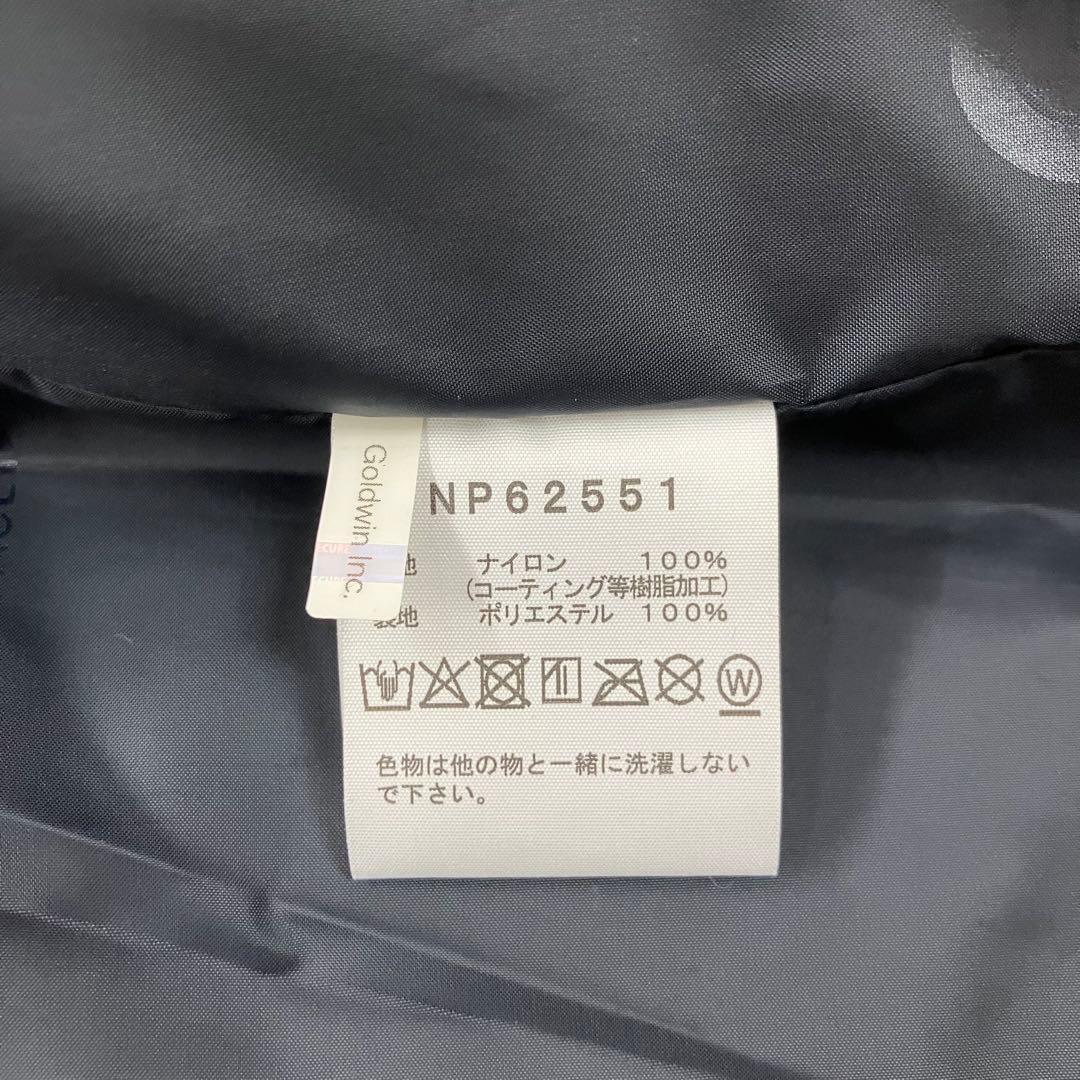 Goldwin Inc.
NP62551
地 ナイロン 100%
(コーティング等樹脂加工)
裏地 ポリエステル 100%
W
色物は他の物と一緒に洗濯しない
で下さい。